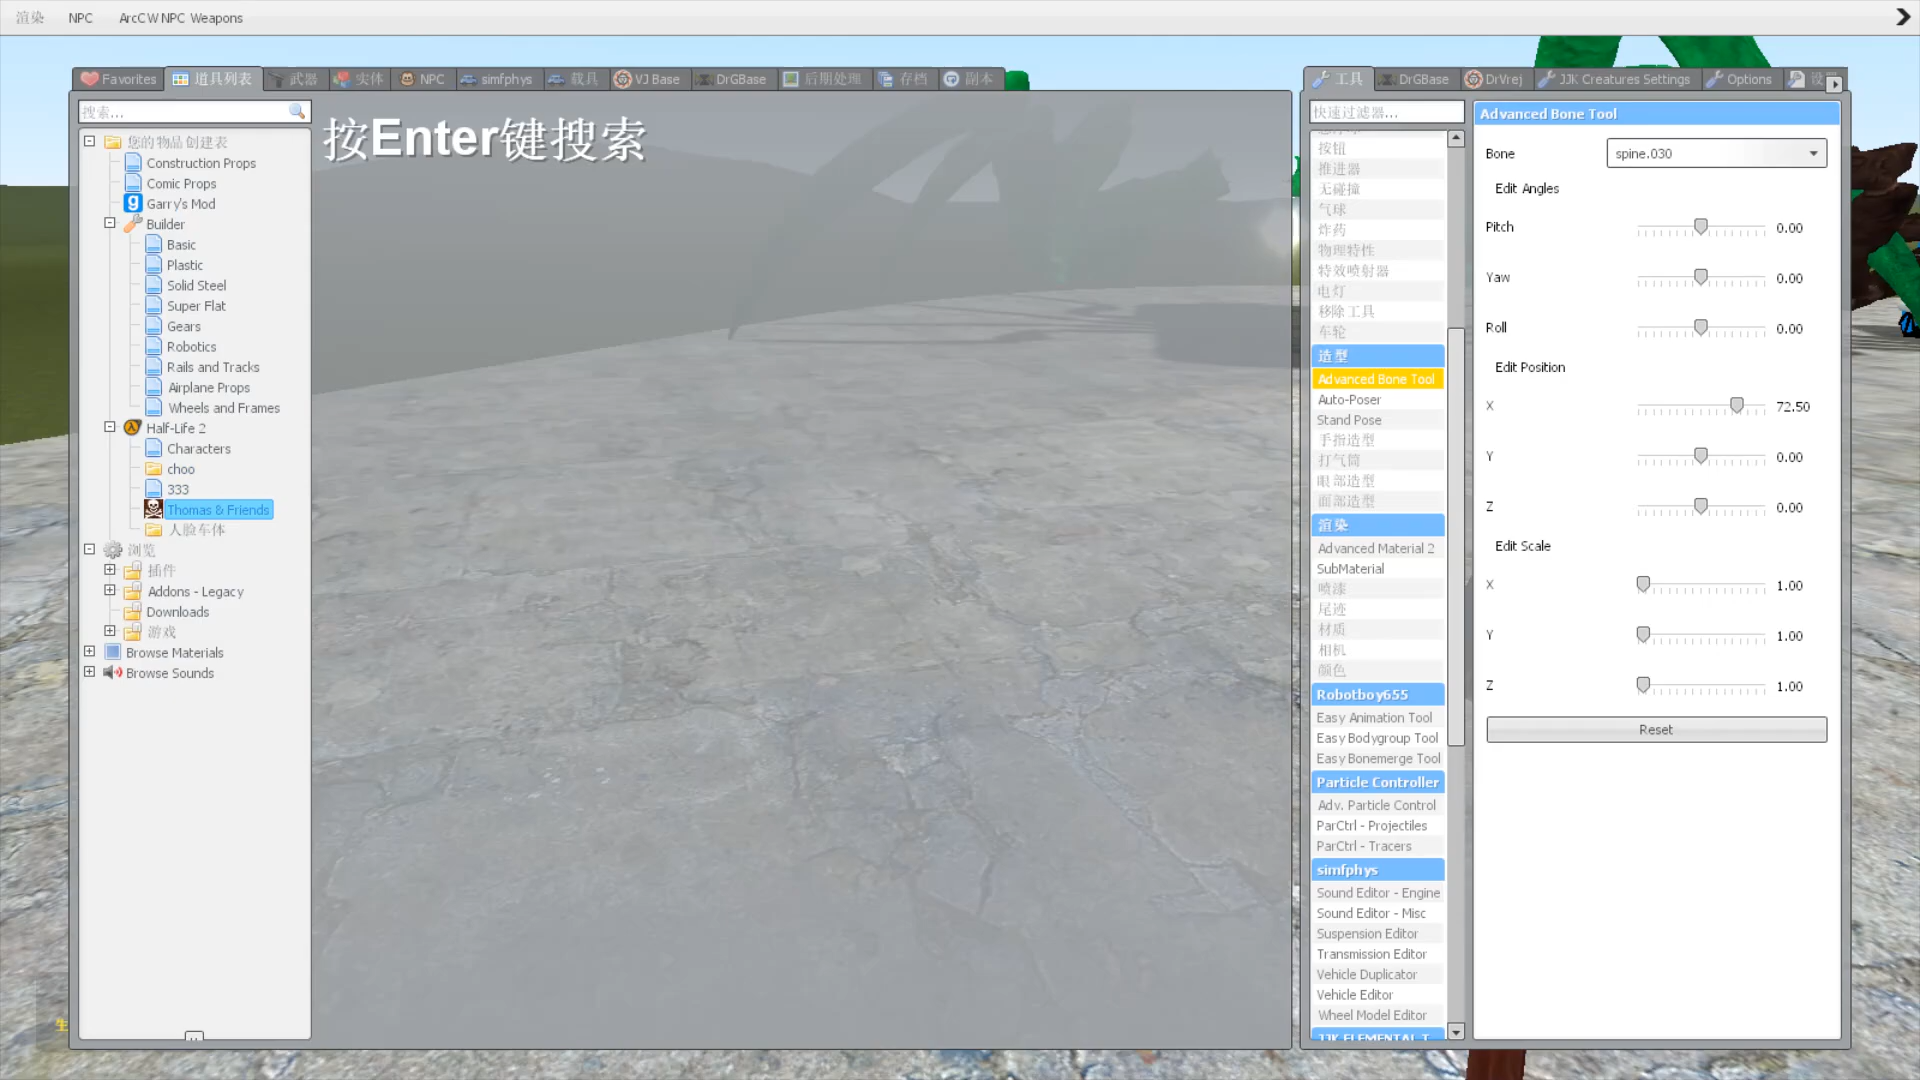 渲染 NPC ArcCW NPC Weapons
Favorites 道具列表 武器 实体 NPC simfphys 载具 VJ Base DrGBase 后期处理 存档 副本
搜索...
按Enter键搜索
您的物品创建表
Construction Props
Comic Props
Garry's Mod
Builder
Basic
Plastic
Solid Steel
Super Flat
Gears
Robotics
Rails and Tracks
Airplane Props
Wheels and Frames
Half-Life 2
Characters
choo
333
Thomas & Friends
人脸车体
浏览
插件
Addons - Legacy
Downloads
游戏
Browse Materials
Browse Sounds
生
工具 DrGBase DrVrej JJK Creatures Settings Options 设
快速过滤器...
按钮
推进器
无碰撞
气球
炸药
物理特性
特效喷射器
电灯
移除工具
车轮
造型
Advanced Bone Tool
Auto-Poser
Stand Pose
手指造型
打气筒
眼部造型
面部造型
渲染
Advanced Material 2
SubMaterial
喷漆
尾迹
材质
相机
颜色
Robotboy655
Easy Animation Tool
Easy Bodygroup Tool
Easy Bonemerge Tool
Particle Controller
Adv. Particle Control
ParCtrl - Projectiles
ParCtrl - Tracers
simfphys
Sound Editor - Engine
Sound Editor - Misc
Suspension Editor
Transmission Editor
Vehicle Duplicator
Vehicle Editor
Wheel Model Editor
JJK ELEMENTAL T
Advanced Bone Tool
Bone spine.030
Edit Angles
Pitch 0.00
Yaw 0.00
Roll 0.00
Edit Position
X 72.50
Y 0.00
Z 0.00
Edit Scale
X 1.00
Y 1.00
Z 1.00
Reset